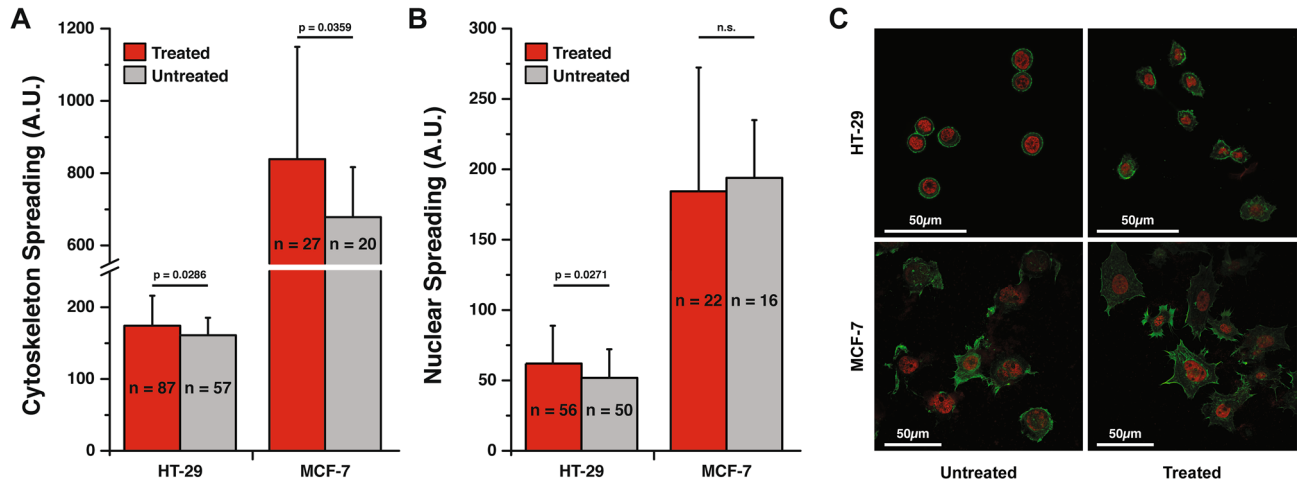 A
Cytoskeleton Spreading (A.U.)
1200
1000
800
600
200
150
100
50
0
Treated
Untreated
p = 0.0359
p = 0.0286
n = 87
n = 57
n = 27
n = 20
HT-29
MCF-7
B
Nuclear Spreading (A.U.)
300
250
200
150
100
50
0
Treated
Untreated
n.s.
p = 0.0271
n = 56
n = 50
n = 22
n = 16
HT-29
MCF-7
C
HT-29
MCF-7
50µm
50µm
50µm
50µm
Untreated
Treated